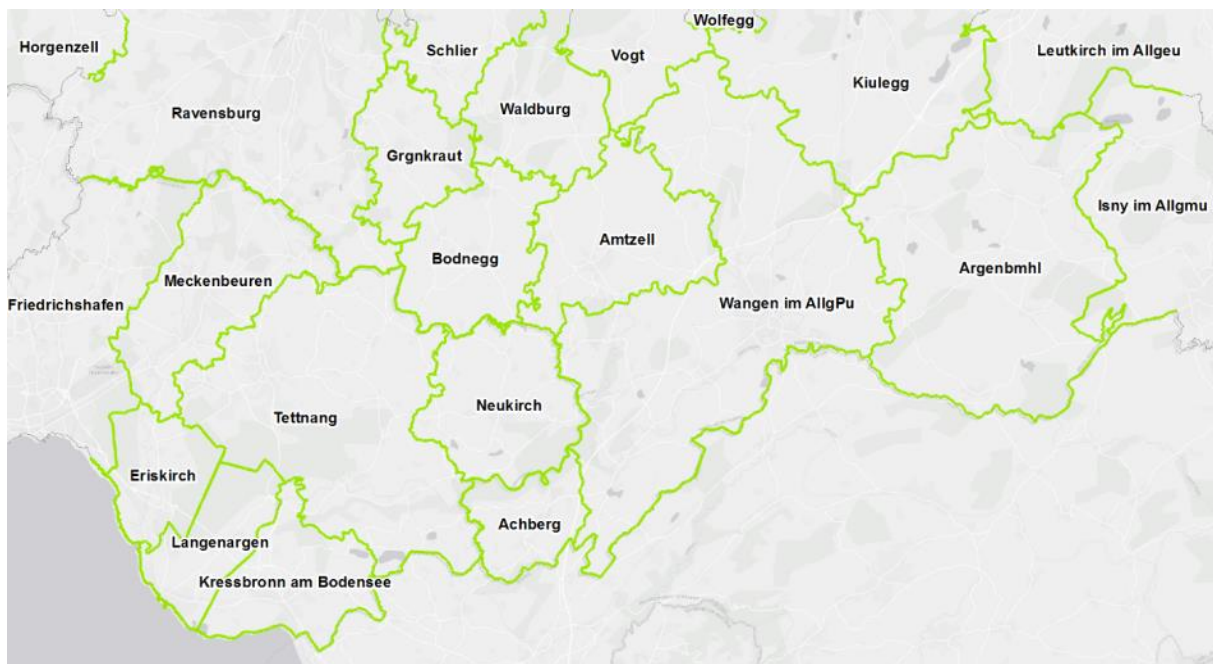 Wolfegg
Horgenzell
Schlier
Vogt
Leutkirch im Allgeu
Kiulegg
Ravensburg
Waldburg
Grgnkraut
Isny im Allgmu
Amtzell
Bodnegg
Argenbmhl
Meckenbeuren
Friedrichshafen
Wangen im AllgPu
Neukirch
Tettnang
Eriskirch
Achberg
Langenargen
Kressbronn am Bodensee